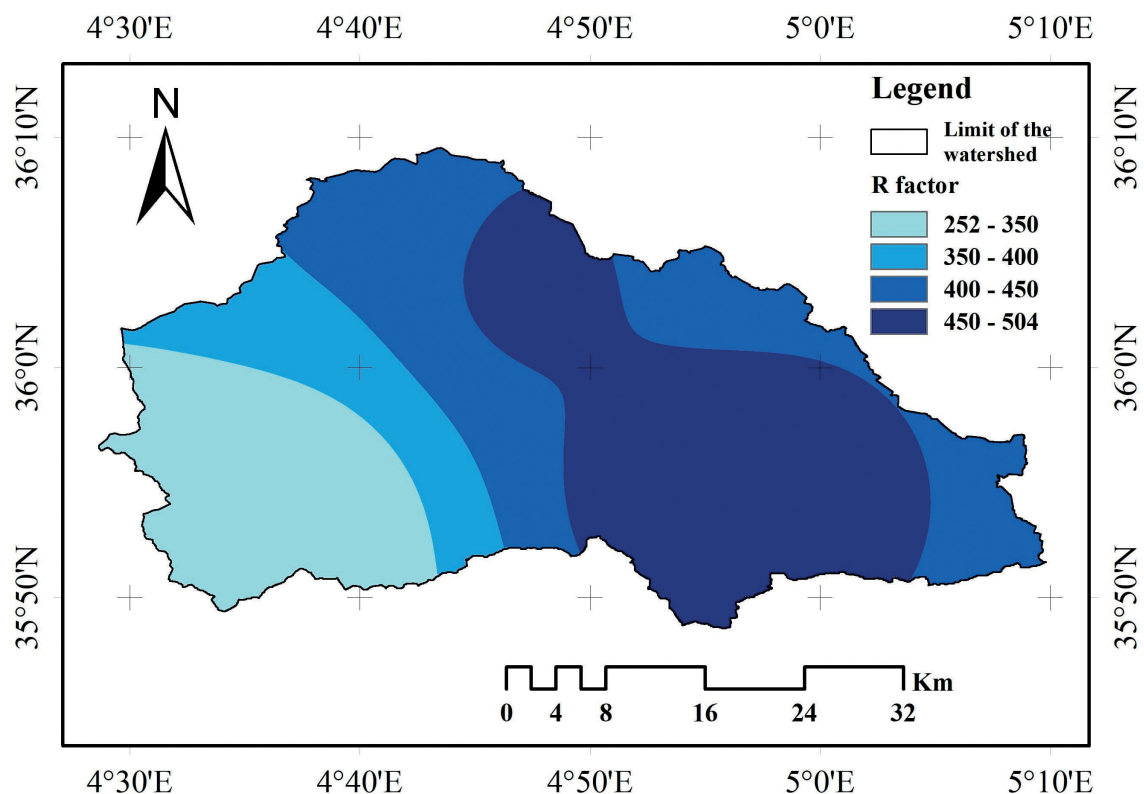 4°30'E 4°40'E 4°50'E 5°0'E 5°10'E
N
Legend
Limit of the
watershed
R factor
252 - 350
350 - 400
400 - 450
450 - 504
36°10'N 36°10'N
36°0'N 36°0'N
35°50'N 35°50'N
Km
0 4 8 16 24 32
4°30'E 4°40'E 4°50'E 5°0'E 5°10'E